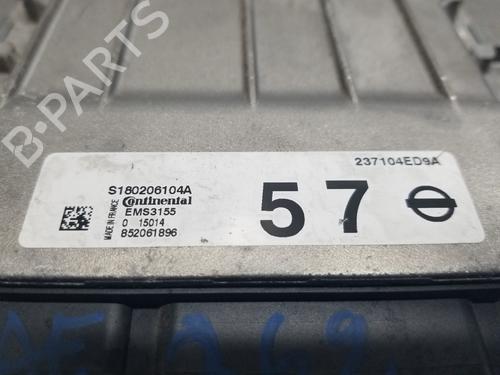 S180206104A
Continental
EMS3155
0 15014
852061896
MADE IN FRANCE
57
237104ED9A
B-PARTS